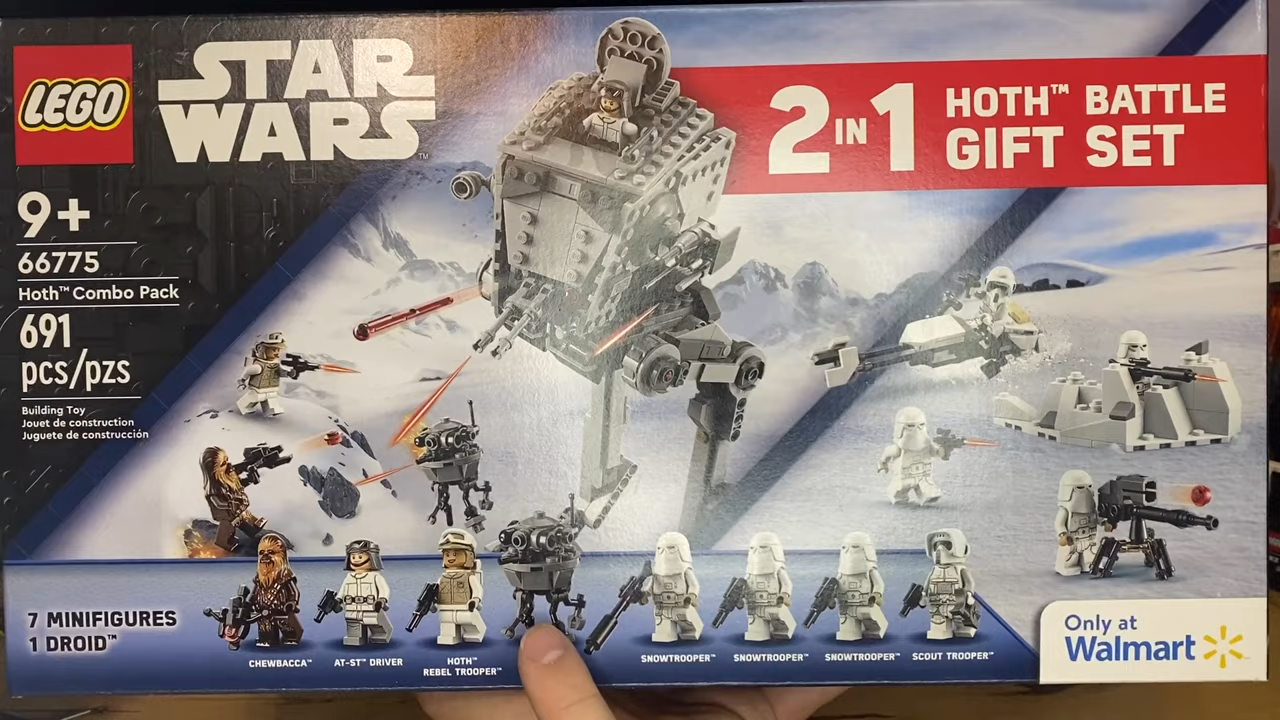 LEGO
STAR
WARS™
2 IN 1
HOTH™ BATTLE
GIFT SET
9+
66775
Hoth™ Combo Pack
691
pcs/pzs
Building Toy
Jouet de construction
Juguete de construcción
7 MINIFIGURES
1 DROID™
CHEWBACCA™
AT-ST™ DRIVER
HOTH™
REBEL TROOPER™
SNOWTROOPER™
SNOWTROOPER™
SNOWTROOPER™
SCOUT TROOPER™
Only at
Walmart